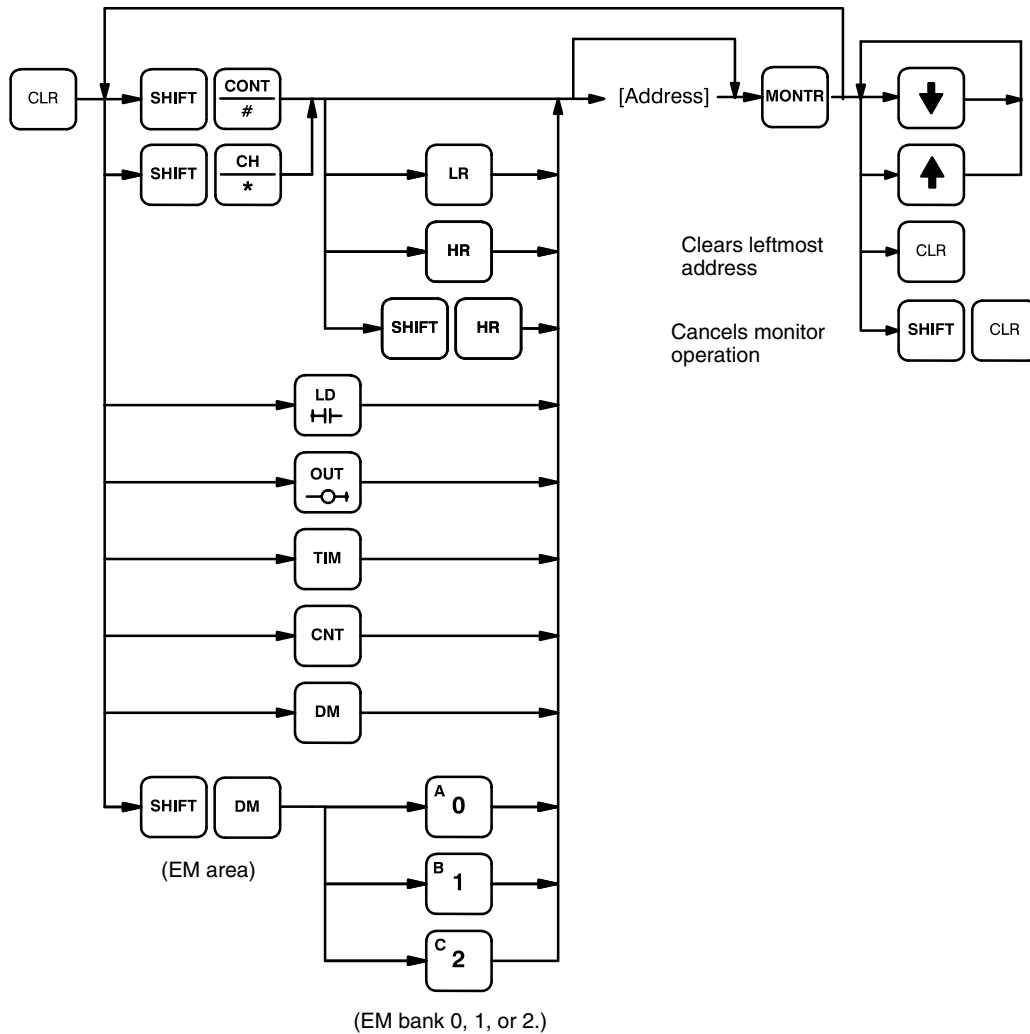 CLR
SHIFT
CONT
#
[Address]
MONTR
SHIFT
CH
*
LR
HR
Clears leftmost
address
CLR
SHIFT
HR
Cancels monitor
operation
SHIFT
CLR
LD
OUT
TIM
CNT
DM
SHIFT
DM
A
0
(EM area)
B
1
C
2
(EM bank 0, 1, or 2.)